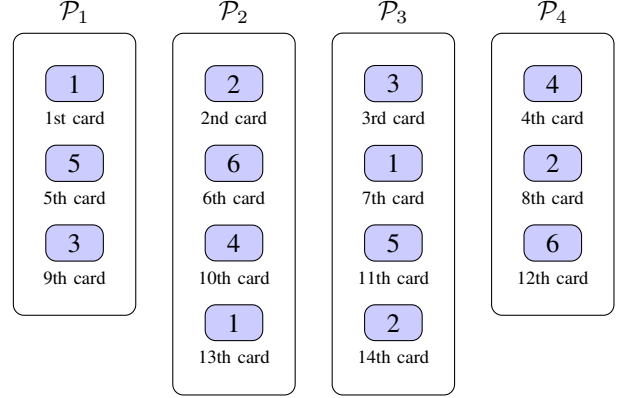 𝒫₁ 𝒫₂ 𝒫₃ 𝒫₄
1 2 3 4
1st card 2nd card 3rd card 4th card
5 6 1 2
5th card 6th card 7th card 8th card
3 4 5 6
9th card 10th card 11th card 12th card
1 2
13th card 14th card